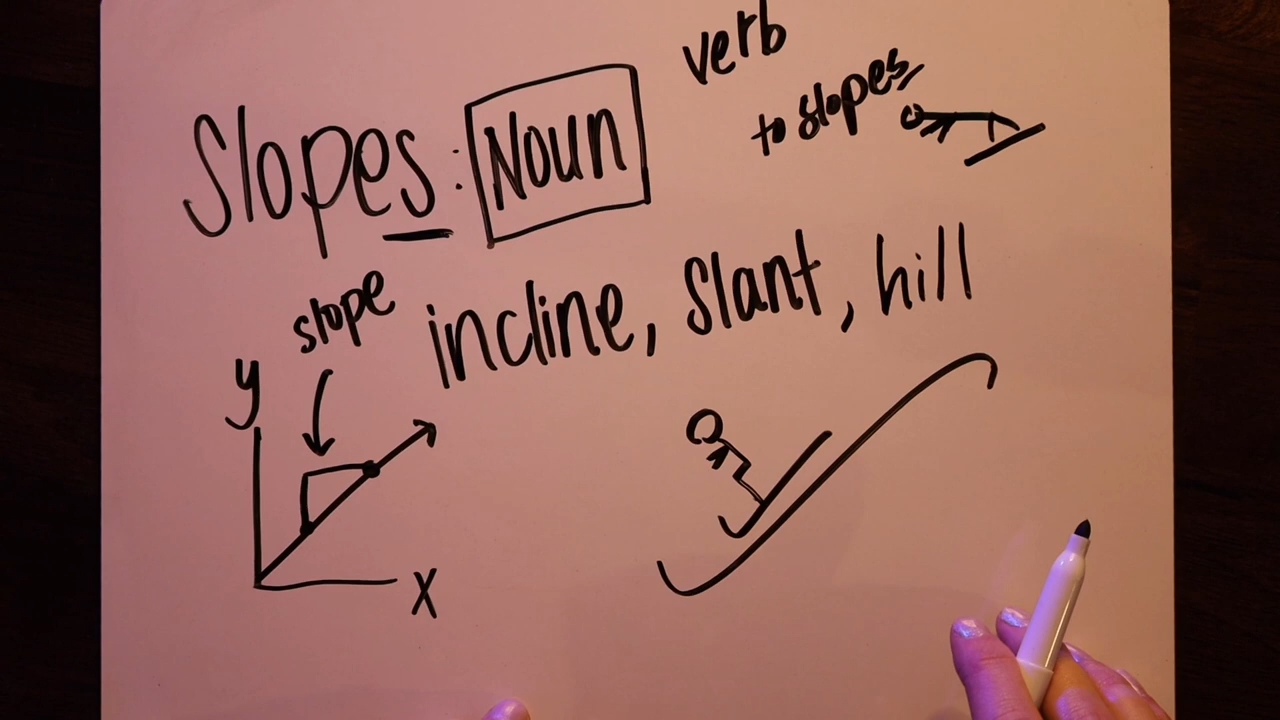 verb
to slopes
Slopes: Noun
incline, slant, hill
slope
y
x